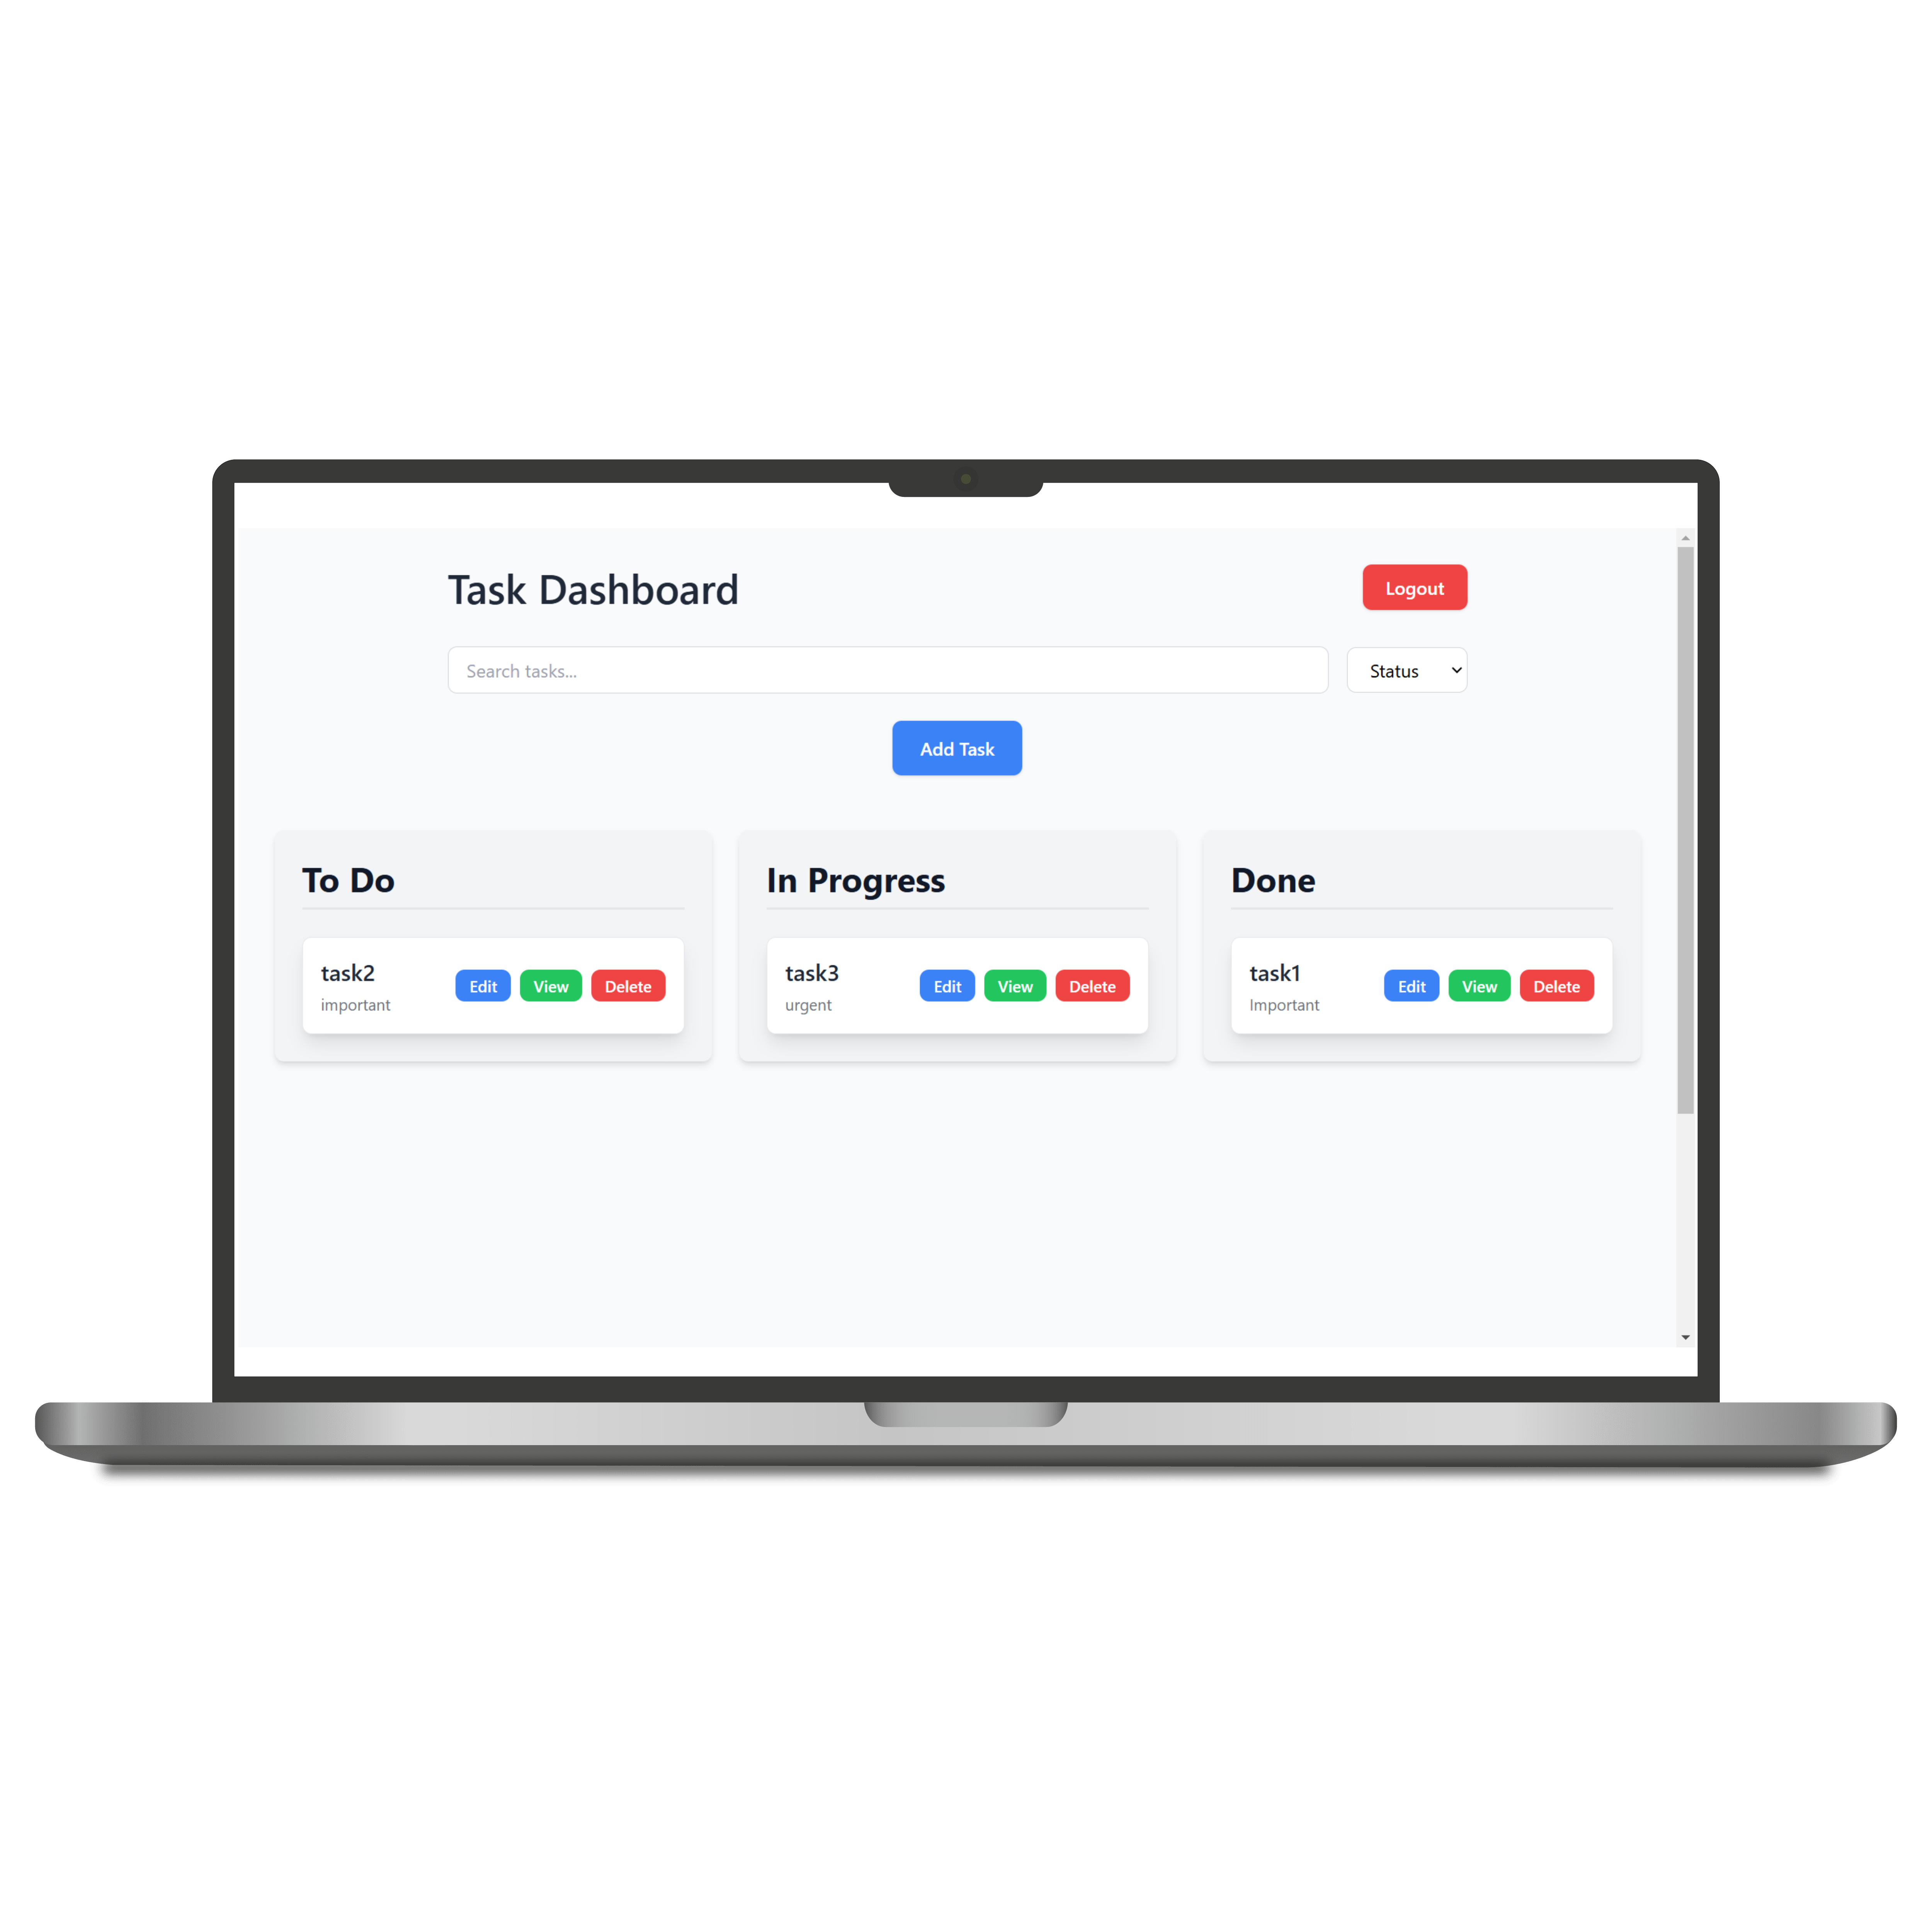 Task Dashboard
Logout
Search tasks...
Status
Add Task
To Do
task2
important
Edit
View
Delete
In Progress
task3
urgent
Edit
View
Delete
Done
task1
Important
Edit
View
Delete